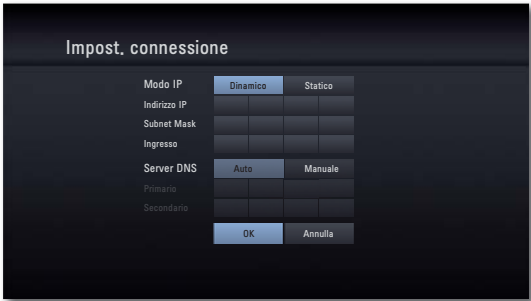 Impost. connessione
Modo IP Dinamico Statico
Indirizzo IP
Subnet Mask
Ingresso
Server DNS Auto Manuale
Primario
Secondario
OK Annulla